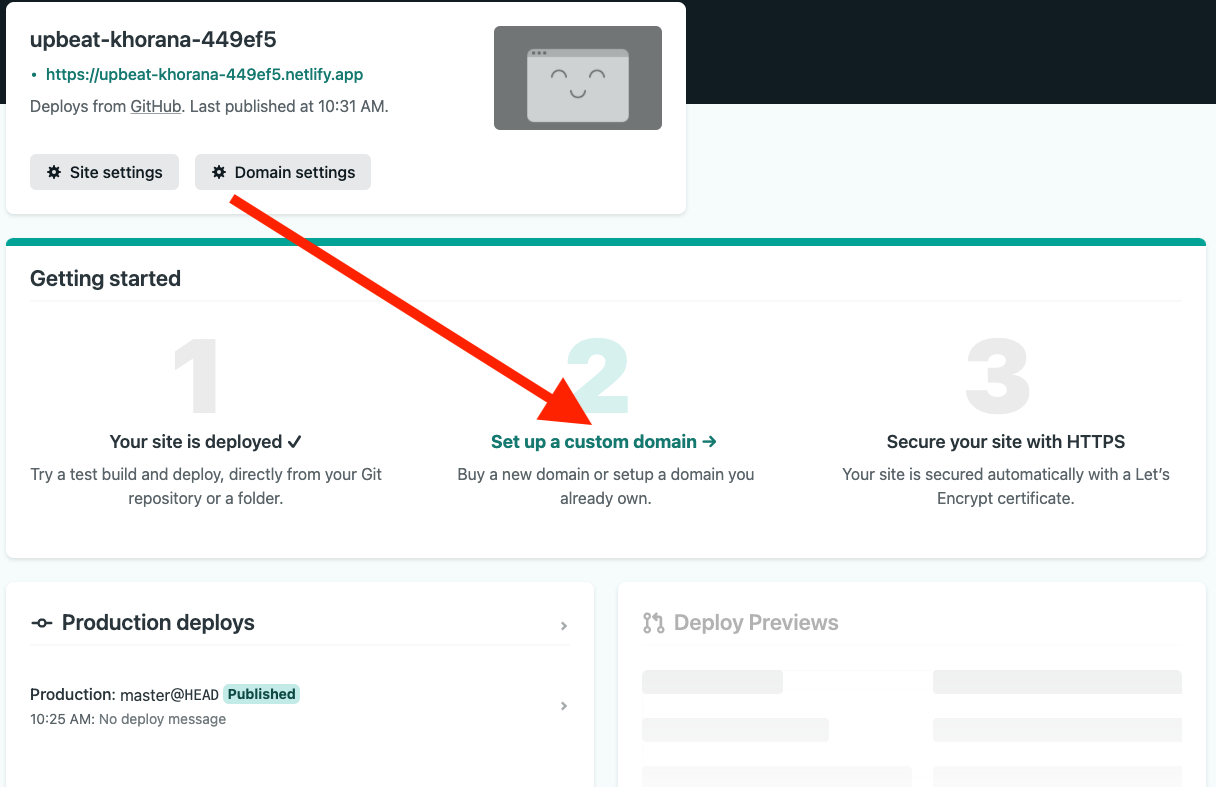 upbeat-khorana-449ef5
• https://upbeat-khorana-449ef5.netlify.app
Deploys from GitHub. Last published at 10:31 AM.
Site settings
Domain settings
Getting started
1
Your site is deployed ✓
Try a test build and deploy, directly from your Git
repository or a folder.
2
Set up a custom domain →
Buy a new domain or setup a domain you
already own.
3
Secure your site with HTTPS
Your site is secured automatically with a Let’s
Encrypt certificate.
Production deploys
Production: master@HEAD Published
10:25 AM: No deploy message
Deploy Previews